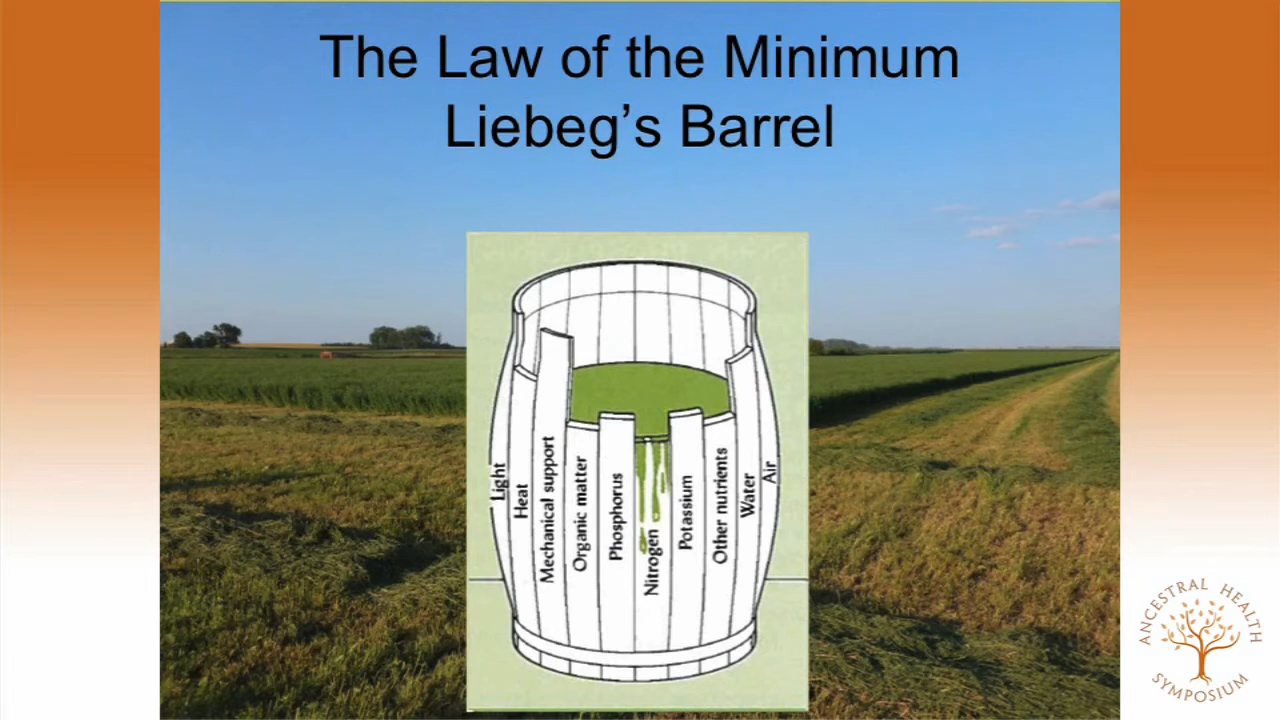 The Law of the Minimum
Liebeg’s Barrel
Light
Heat
Mechanical support
Organic matter
Phosphorus
Nitrogen
Potassium
Other nutrients
Water
Air
ANCESTRAL HEALTH
SYMPOSIUM